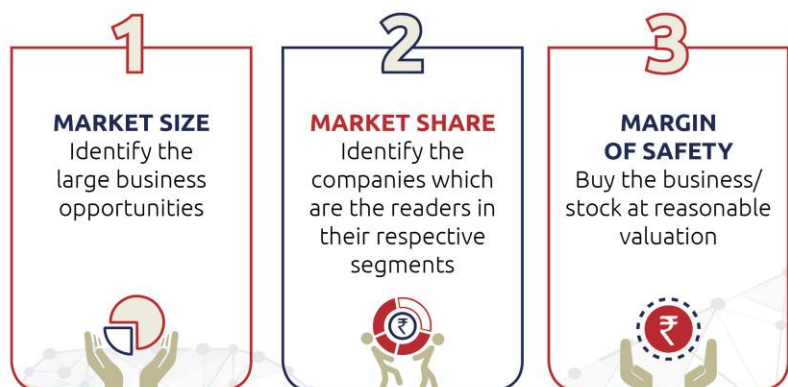 1
MARKET SIZE
Identify the
large business
opportunities
2
MARKET SHARE
Identify the
companies which
are the readers in
their respective
segments
₹
3
MARGIN
OF SAFETY
Buy the business/
stock at reasonable
valuation
₹